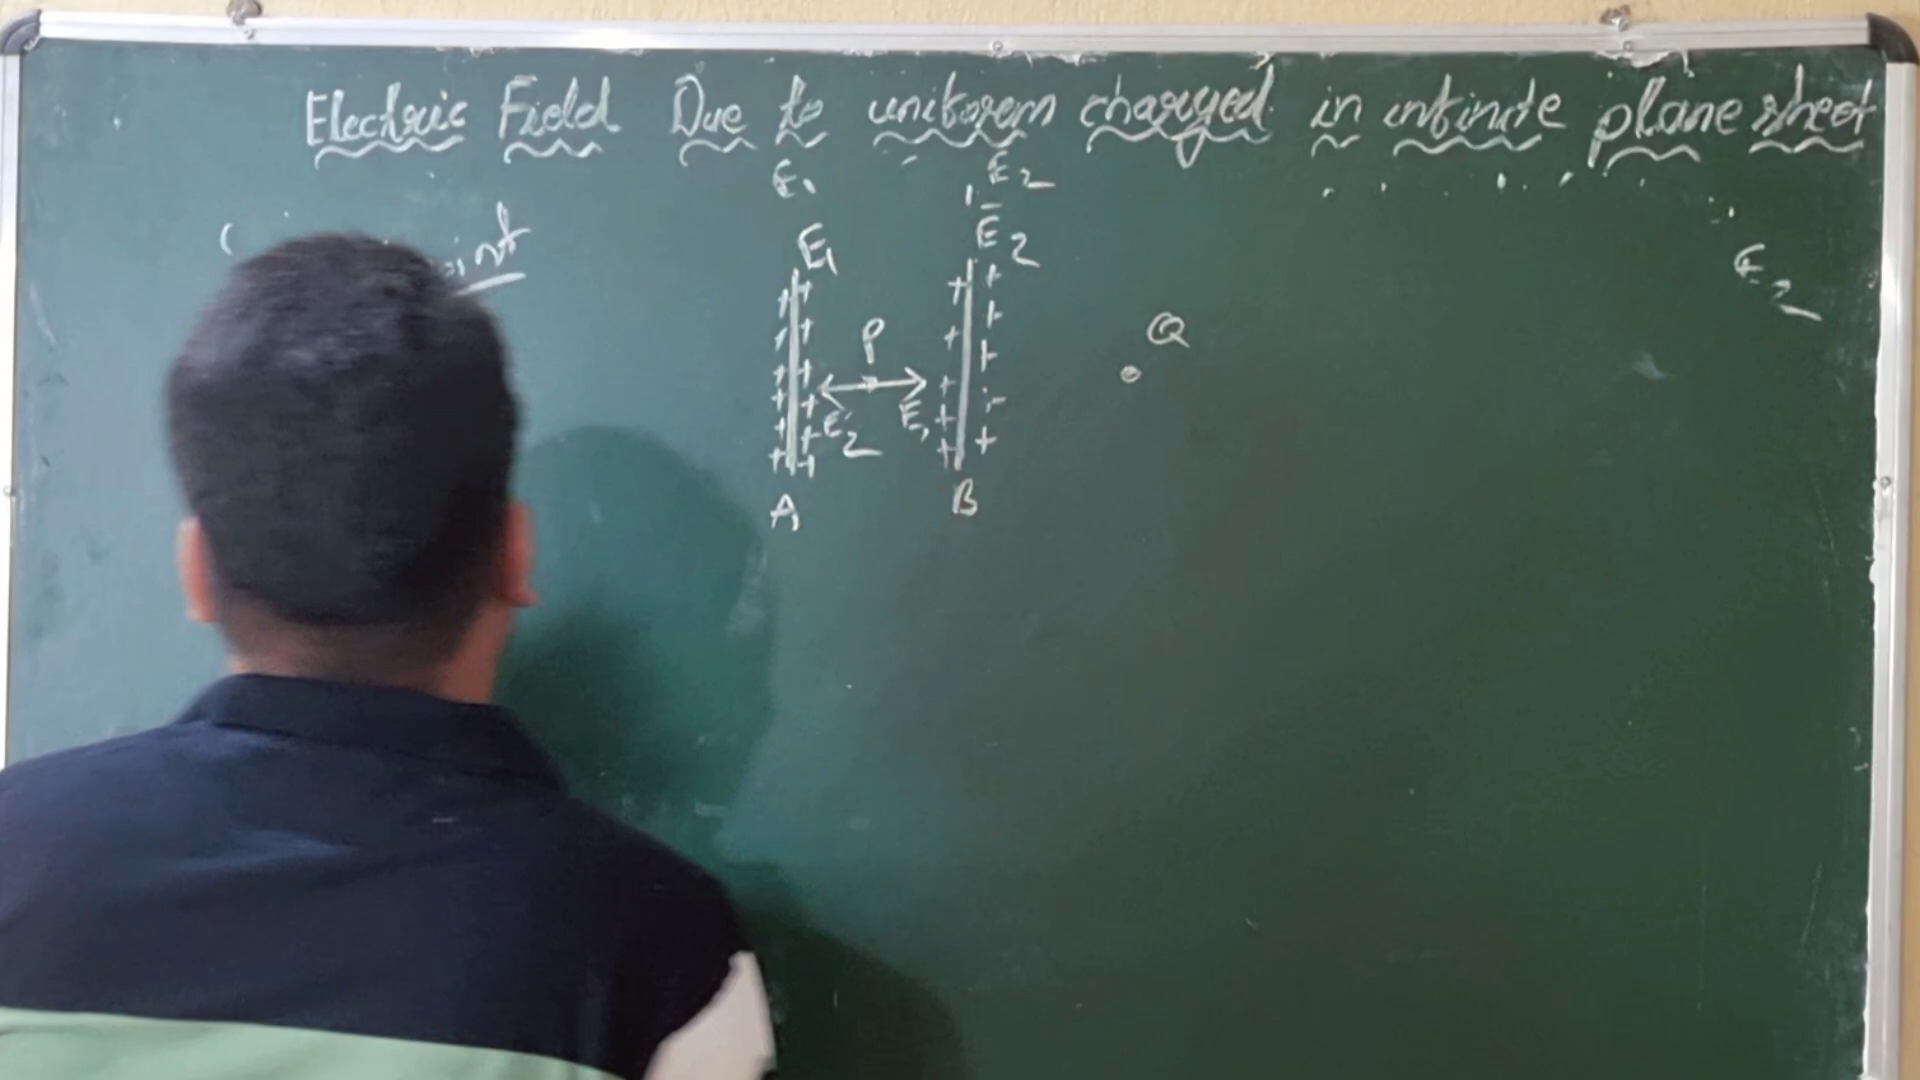 Electric Field Due to uniform charged in infinite plane sheet
E1 E2
E1 E2
E2
P Q
E2 E1
A B